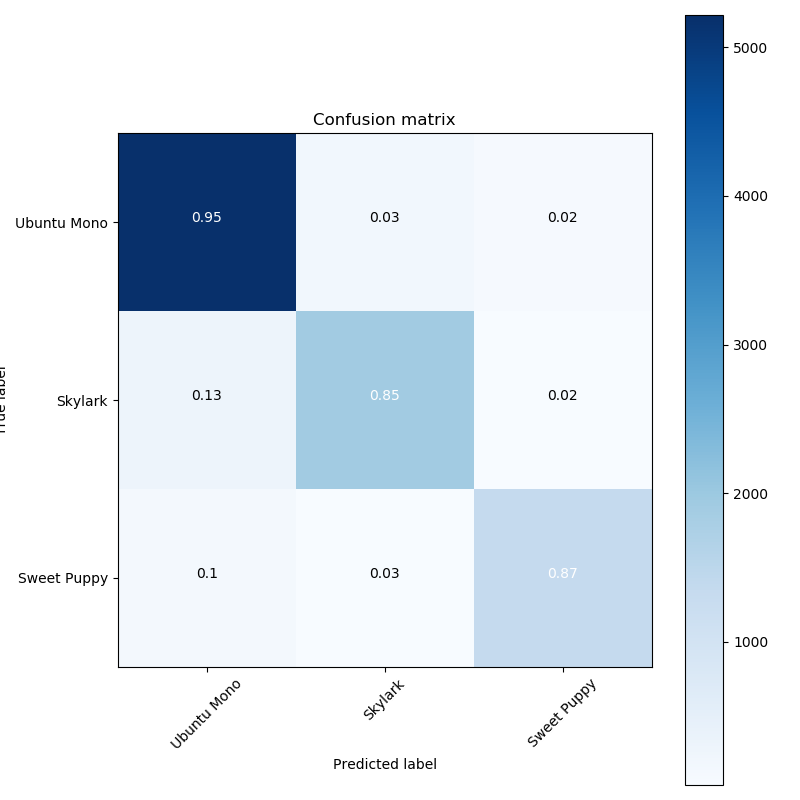 Confusion matrix
5000
4000
3000
2000
1000
Ubuntu Mono
0.95
0.03
0.02
Skylark
0.13
0.85
0.02
Sweet Puppy
0.1
0.03
0.87
Ubuntu Mono
Skylark
Sweet Puppy
Predicted label
label